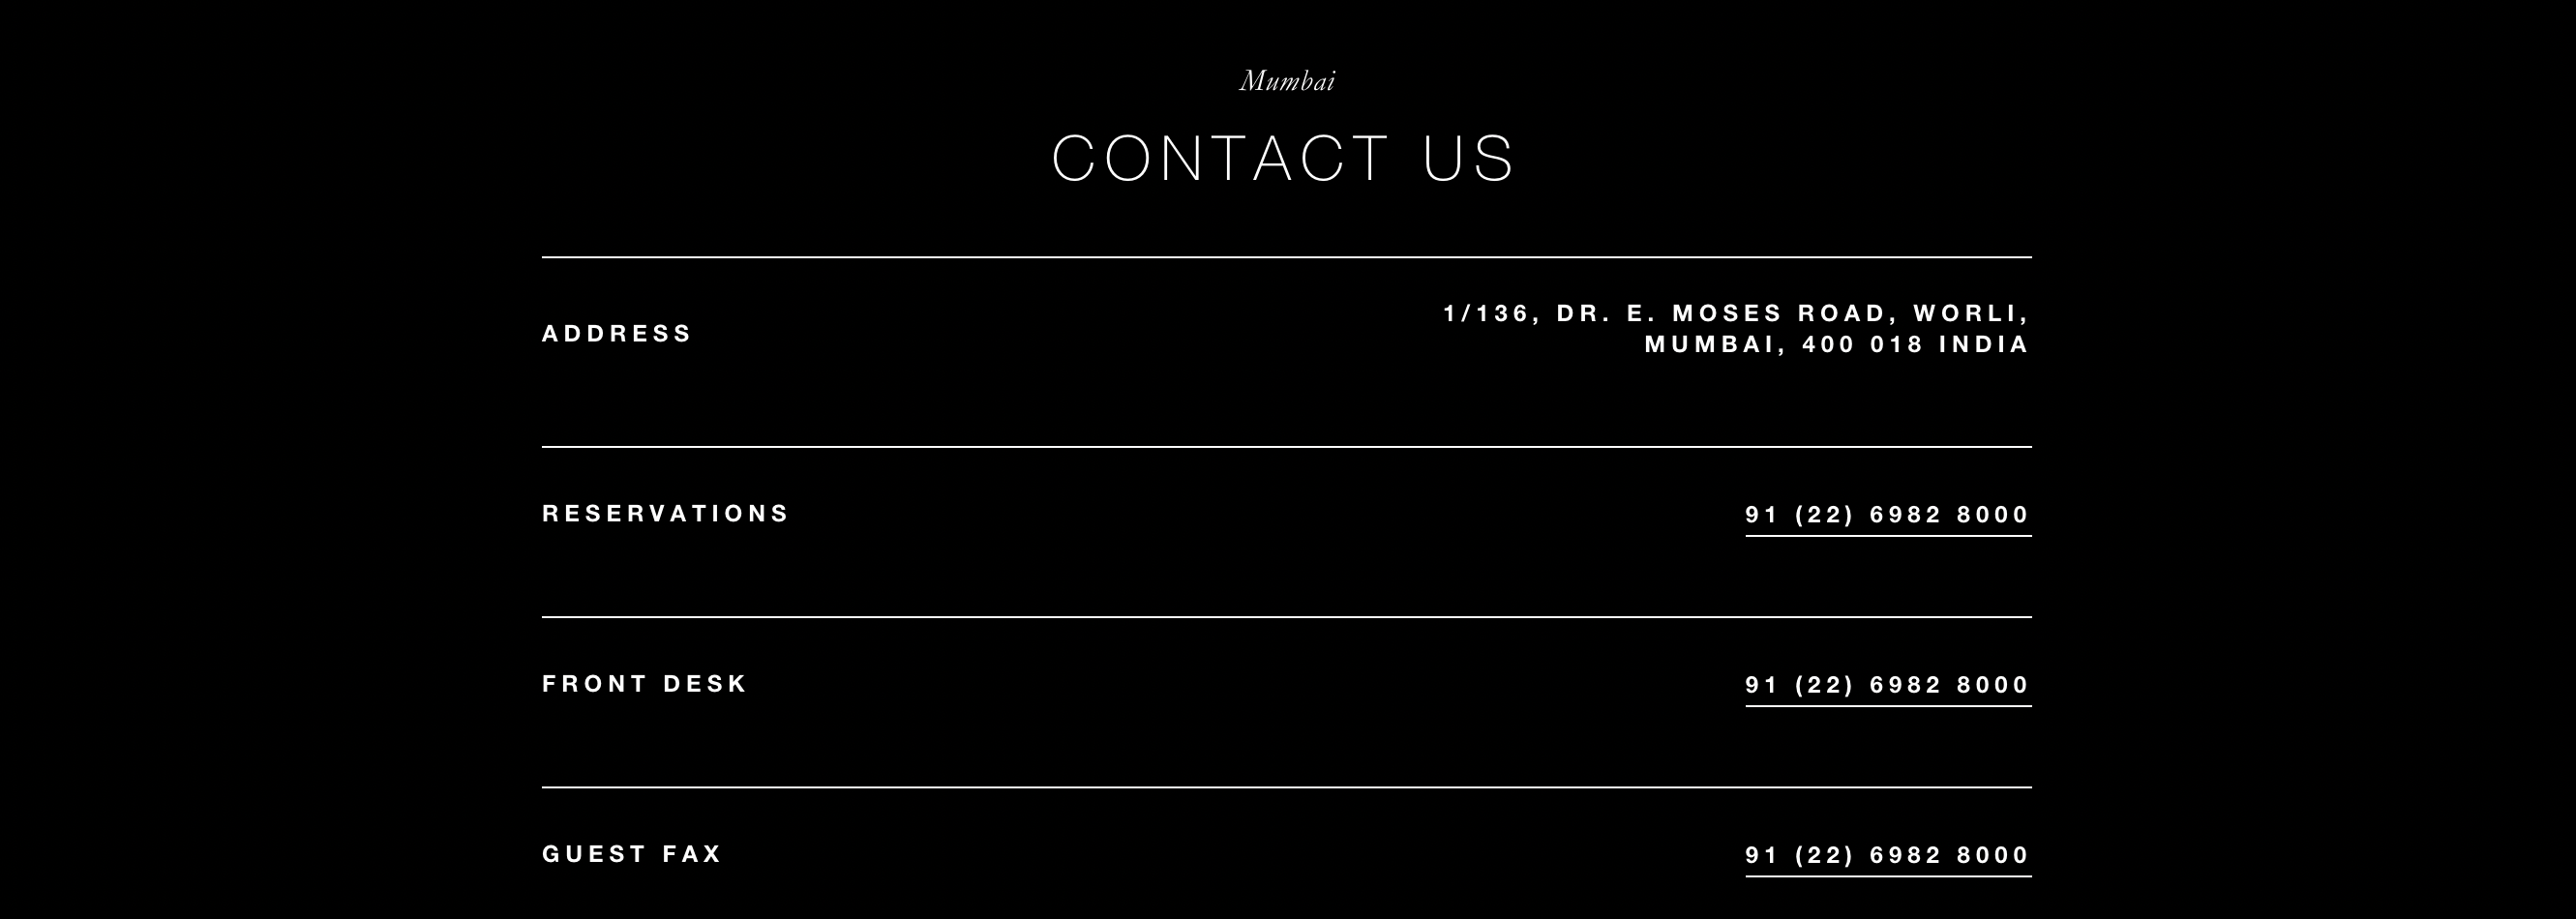 Mumbai
CONTACT US
ADDRESS
1/136, DR. E. MOSES ROAD, WORLI,
MUMBAI, 400 018 INDIA
RESERVATIONS
91 (22) 6982 8000
FRONT DESK
91 (22) 6982 8000
GUEST FAX
91 (22) 6982 8000